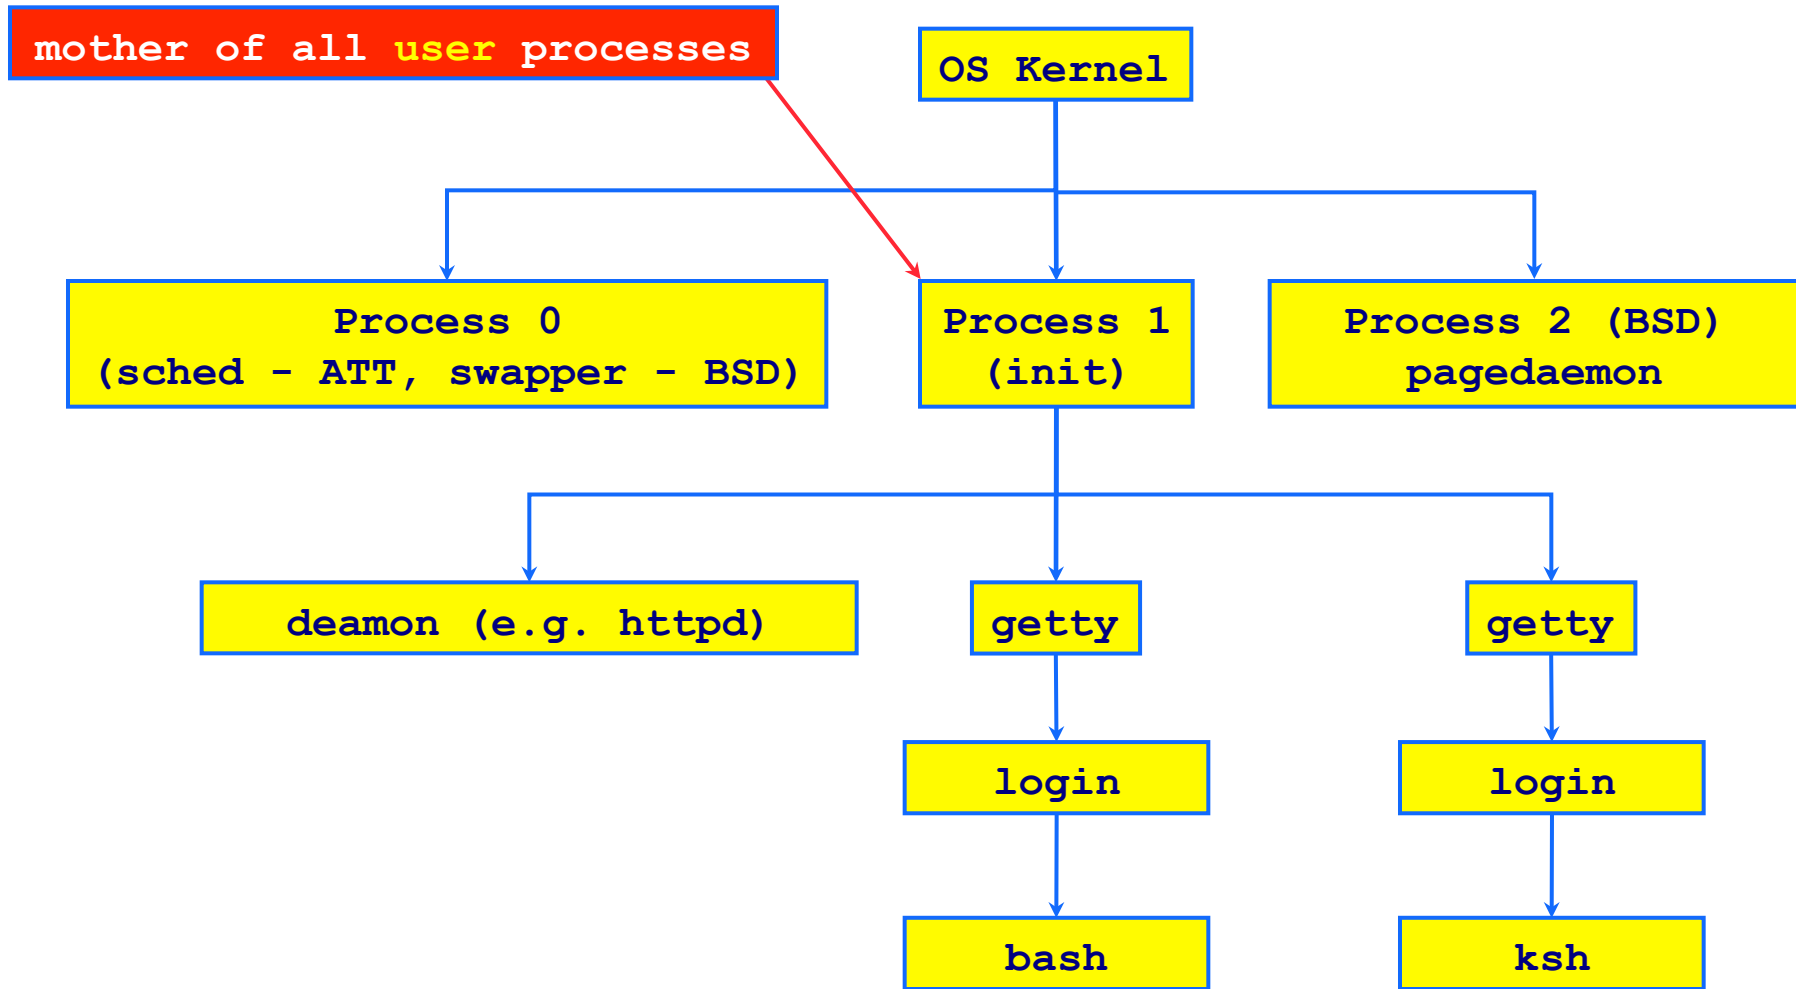 mother of all user processes
OS Kernel
Process 0
(sched - ATT, swapper - BSD)
Process 1
(init)
Process 2 (BSD)
pagedaemon
deamon (e.g. httpd)
getty
getty
login
login
bash
ksh